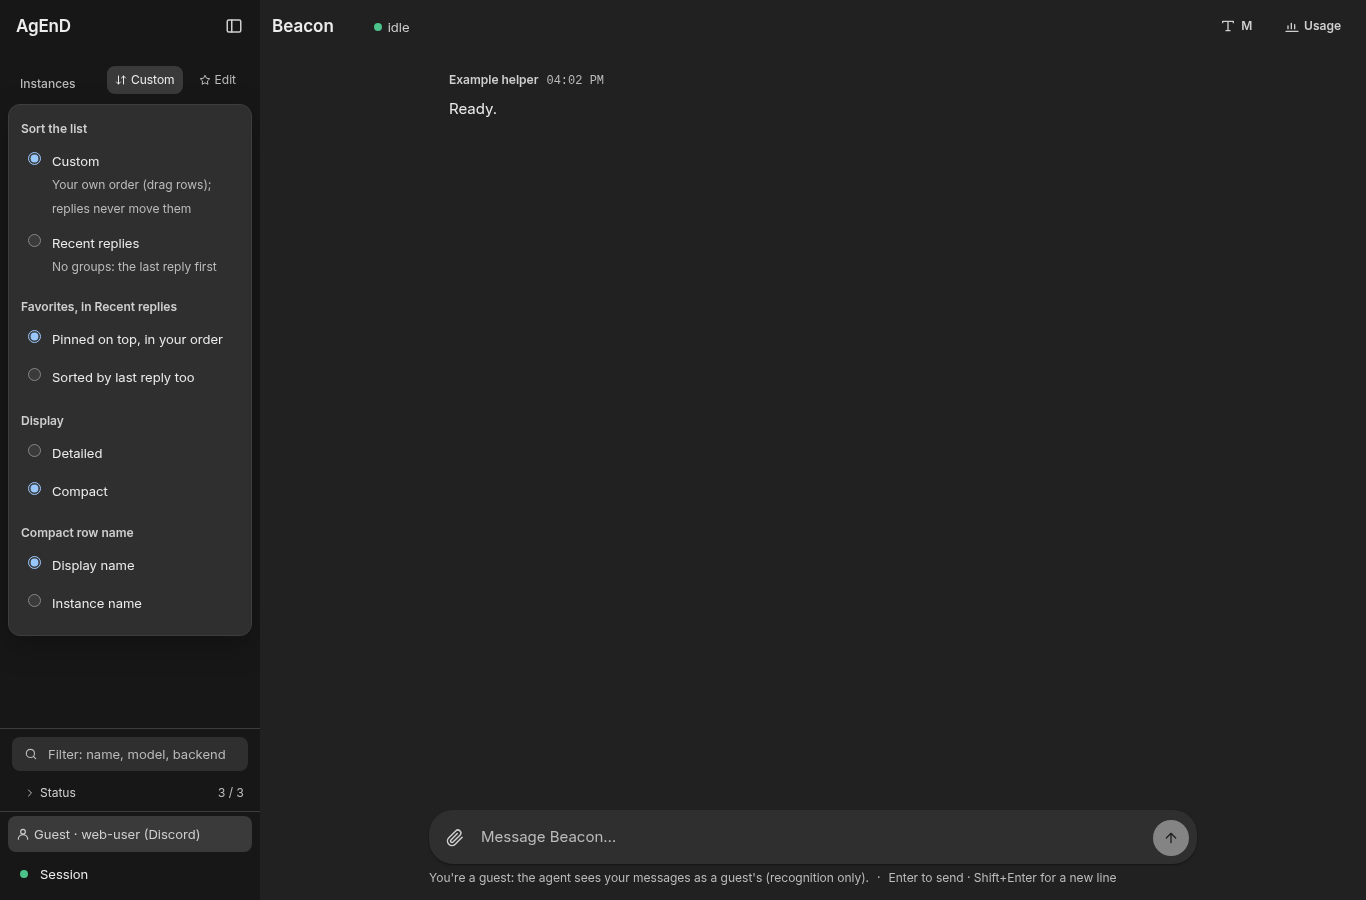 AgEnD
Beacon
idle
M
Usage
Instances
Custom
Edit
Sort the list
Custom
Your own order (drag rows);
replies never move them
Recent replies
No groups: the last reply first
Favorites, in Recent replies
Pinned on top, in your order
Sorted by last reply too
Display
Detailed
Compact
Compact row name
Display name
Instance name
Filter: name, model, backend
Status 3 / 3
Guest · web-user (Discord)
Session
Example helper 04:02 PM
Ready.
Message Beacon...
You're a guest: the agent sees your messages as a guest's (recognition only). · Enter to send · Shift+Enter for a new line